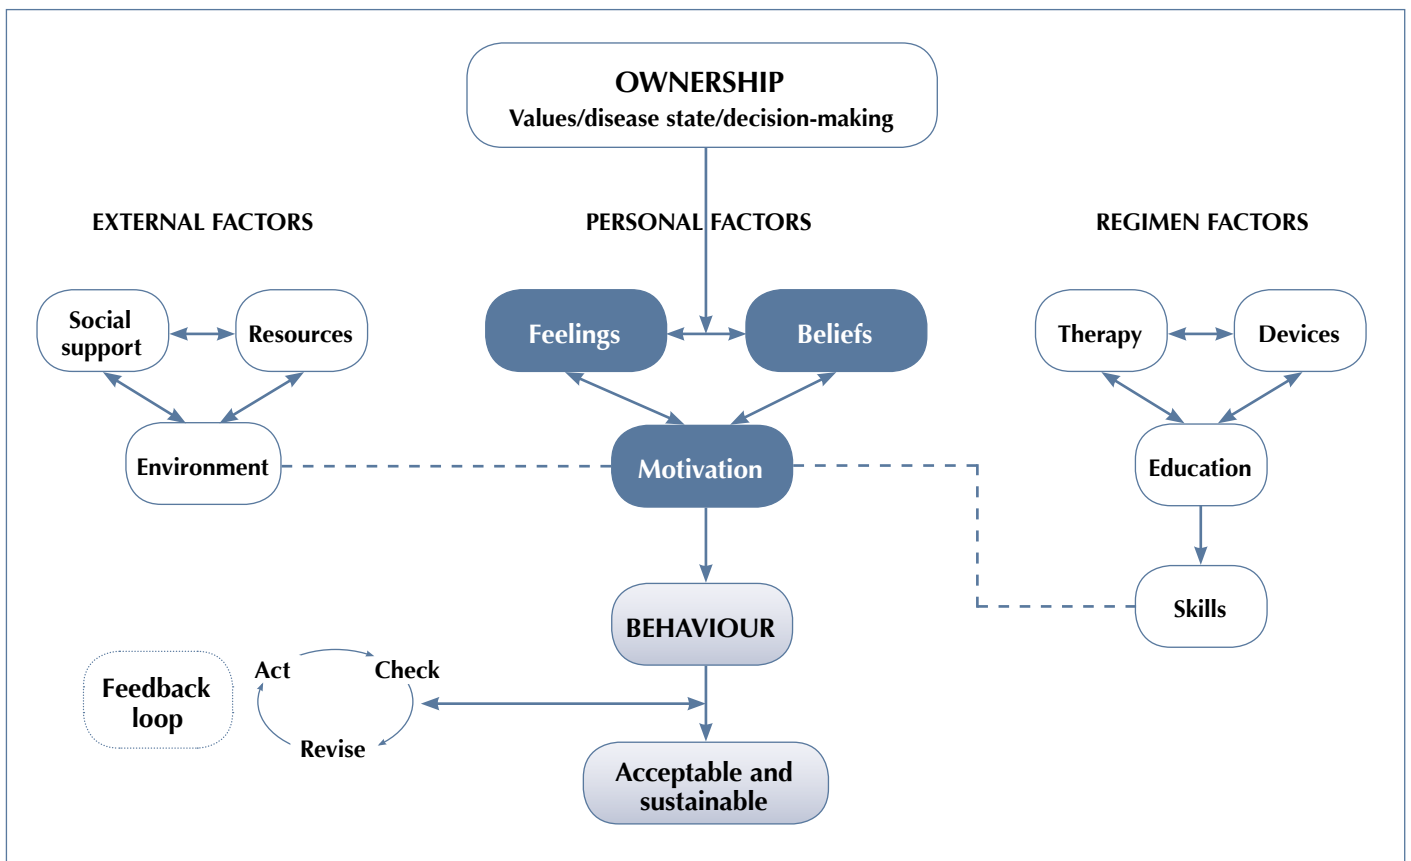 OWNERSHIP
Values/disease state/decision-making
EXTERNAL FACTORS
PERSONAL FACTORS
REGIMEN FACTORS
Social
support
Resources
Feelings
Beliefs
Therapy
Devices
Environment
Motivation
Education
Skills
BEHAVIOUR
Feedback
loop
Act
Check
Revise
Acceptable and
sustainable